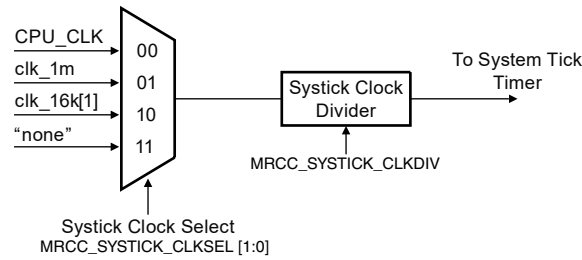 CPU_CLK
00
clk_1m
01
clk_16k[1]
10
“none”
11
Systick Clock
Divider
To System Tick
Timer
MRCC_SYSTICK_CLKDIV
Systick Clock Select
MRCC_SYSTICK_CLKSEL [1:0]